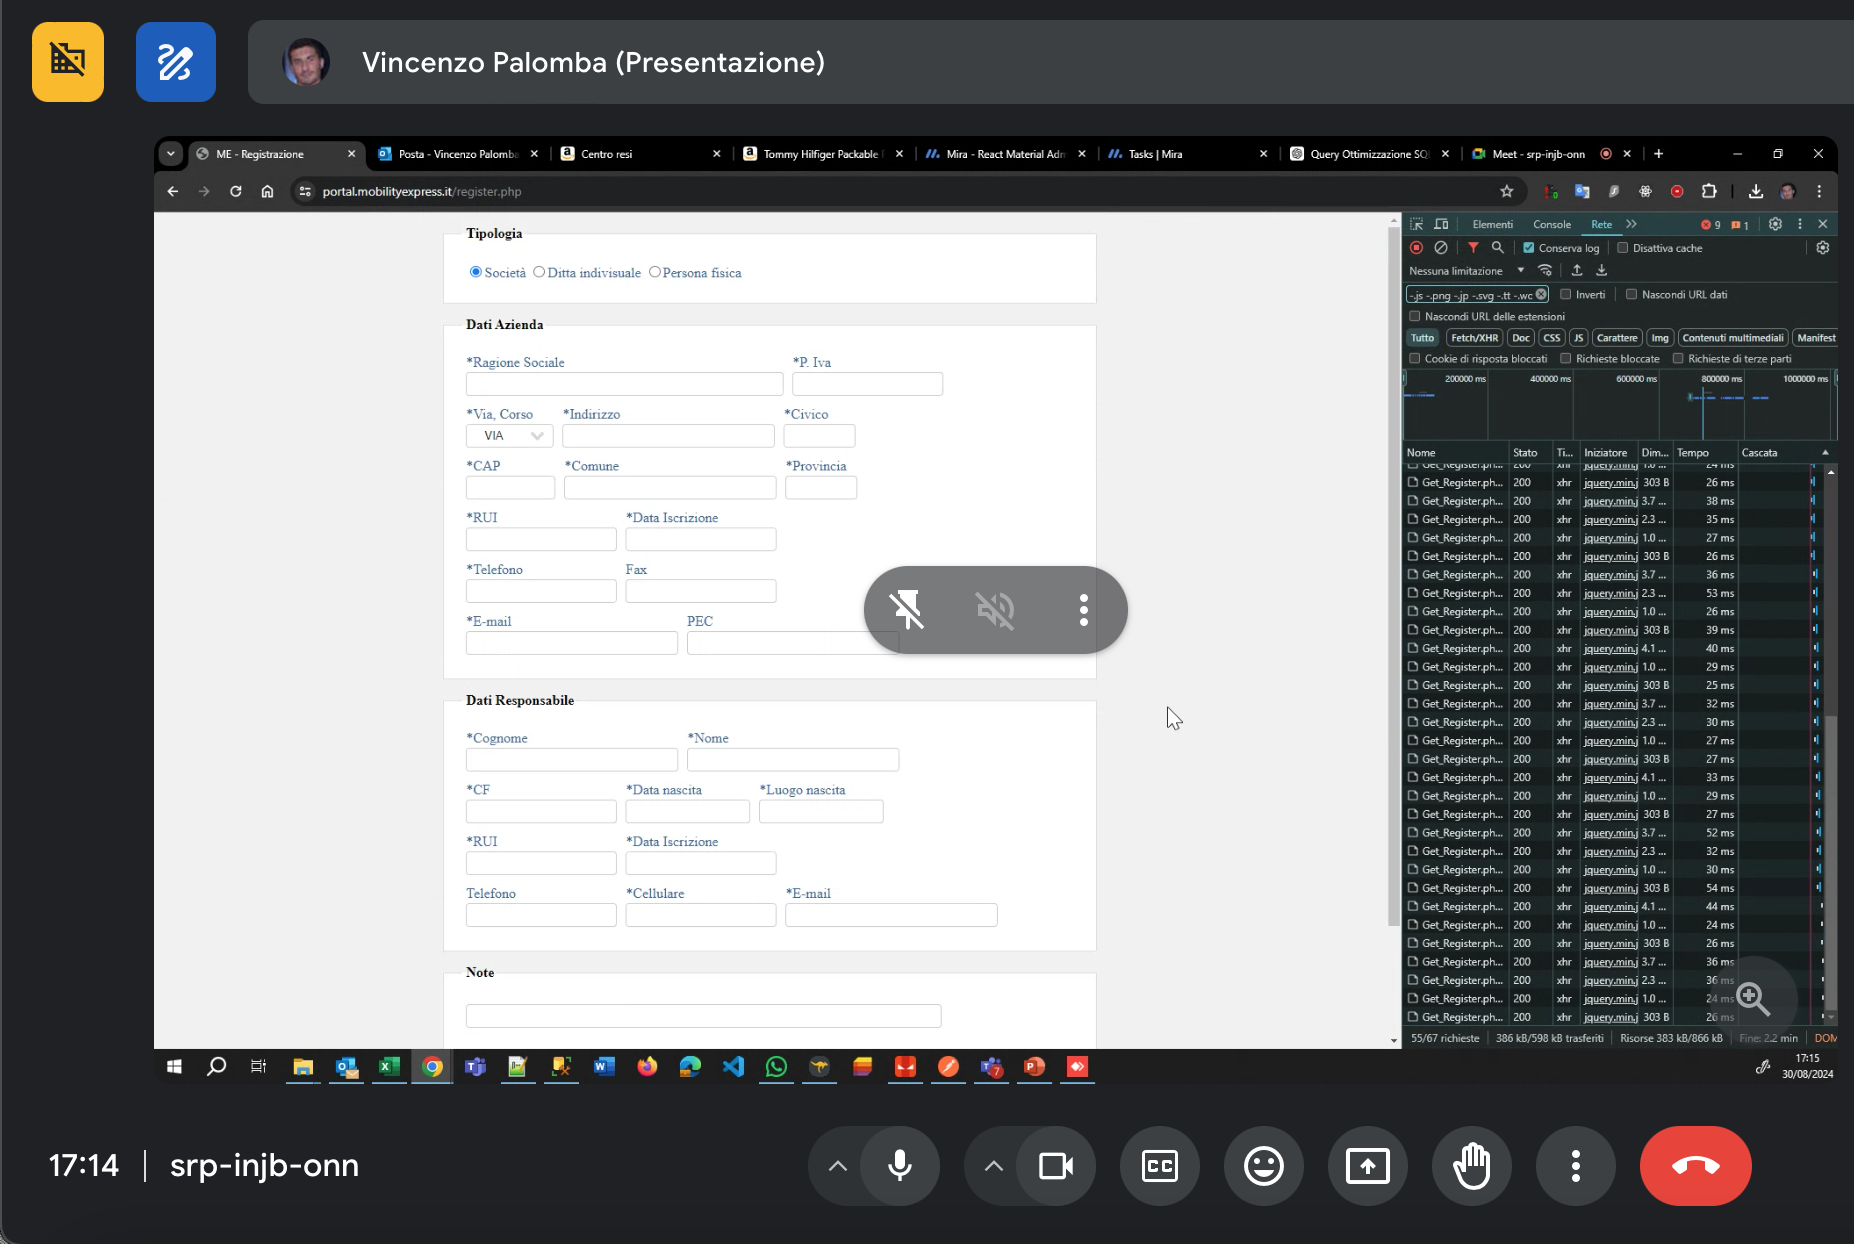 Vincenzo Palomba (Presentazione)
ME - Registrazione
Posta - Vincenzo Palomba
Centro resi
Tommy Hilfiger Packable
Mira - React Material Adm
Tasks | Mira
Query Ottimizzazione SQ
Meet - srp-injb-onn
portal.mobilityexpress.it/register.php
Tipologia
Società Ditta indivisuale Persona fisica
Dati Azienda
*Ragione Sociale *P. Iva
*Via, Corso *Indirizzo *Civico
VIA
*CAP *Comune *Provincia
*RUI *Data Iscrizione
*Telefono Fax
*E-mail PEC
Dati Responsabile
*Cognome *Nome
*CF *Data nascita *Luogo nascita
*RUI *Data Iscrizione
Telefono *Cellulare *E-mail
Note
Elementi Console Rete 9 1
Conserva log Disattiva cache
Nessuna limitazione
-.js -.png -.jp -.svg -.tt -.wc Inverti Nascondi URL dati
Nascondi URL delle estensioni
Tutto Fetch/XHR Doc CSS JS Carattere Img Contenuti multimediali Manifest
Cookie di risposta bloccati Richieste bloccate Richieste di terze parti
200000 ms 400000 ms 600000 ms 800000 ms 1000000 ms
Nome Stato Ti... Iniziatore Dim... Tempo Cascata
Get_Register.ph... 200 xhr jquery.min.j 1.0 ... 24 ms
Get_Register.ph... 200 xhr jquery.min.j 303 B 26 ms
Get_Register.ph... 200 xhr jquery.min.j 3.7 ... 38 ms
Get_Register.ph... 200 xhr jquery.min.j 2.3 ... 35 ms
Get_Register.ph... 200 xhr jquery.min.j 1.0 ... 27 ms
Get_Register.ph... 200 xhr jquery.min.j 303 B 26 ms
Get_Register.ph... 200 xhr jquery.min.j 3.7 ... 36 ms
Get_Register.ph... 200 xhr jquery.min.j 2.3 ... 53 ms
Get_Register.ph... 200 xhr jquery.min.j 1.0 ... 26 ms
Get_Register.ph... 200 xhr jquery.min.j 303 B 39 ms
Get_Register.ph... 200 xhr jquery.min.j 4.1 ... 40 ms
Get_Register.ph... 200 xhr jquery.min.j 1.0 ... 29 ms
Get_Register.ph... 200 xhr jquery.min.j 303 B 25 ms
Get_Register.ph... 200 xhr jquery.min.j 3.7 ... 32 ms
Get_Register.ph... 200 xhr jquery.min.j 2.3 ... 30 ms
Get_Register.ph... 200 xhr jquery.min.j 1.0 ... 27 ms
Get_Register.ph... 200 xhr jquery.min.j 303 B 27 ms
Get_Register.ph... 200 xhr jquery.min.j 4.1 ... 33 ms
Get_Register.ph... 200 xhr jquery.min.j 1.0 ... 29 ms
Get_Register.ph... 200 xhr jquery.min.j 303 B 27 ms
Get_Register.ph... 200 xhr jquery.min.j 3.7 ... 52 ms
Get_Register.ph... 200 xhr jquery.min.j 2.3 ... 32 ms
Get_Register.ph... 200 xhr jquery.min.j 1.0 ... 30 ms
Get_Register.ph... 200 xhr jquery.min.j 303 B 54 ms
Get_Register.ph... 200 xhr jquery.min.j 4.1 ... 44 ms
Get_Register.ph... 200 xhr jquery.min.j 1.0 ... 24 ms
Get_Register.ph... 200 xhr jquery.min.j 303 B 26 ms
Get_Register.ph... 200 xhr jquery.min.j 3.7 ... 36 ms
Get_Register.ph... 200 xhr jquery.min.j 2.3 ... 36 ms
Get_Register.ph... 200 xhr jquery.min.j 1.0 ... 24 ms
Get_Register.ph... 200 xhr jquery.min.j 303 B 26 ms
55/67 richieste 386 kB/598 kB trasferiti Risorse 383 kB/866 kB Fine: 2.2 min DOM
17:15
30/08/2024
17:14 | srp-injb-onn